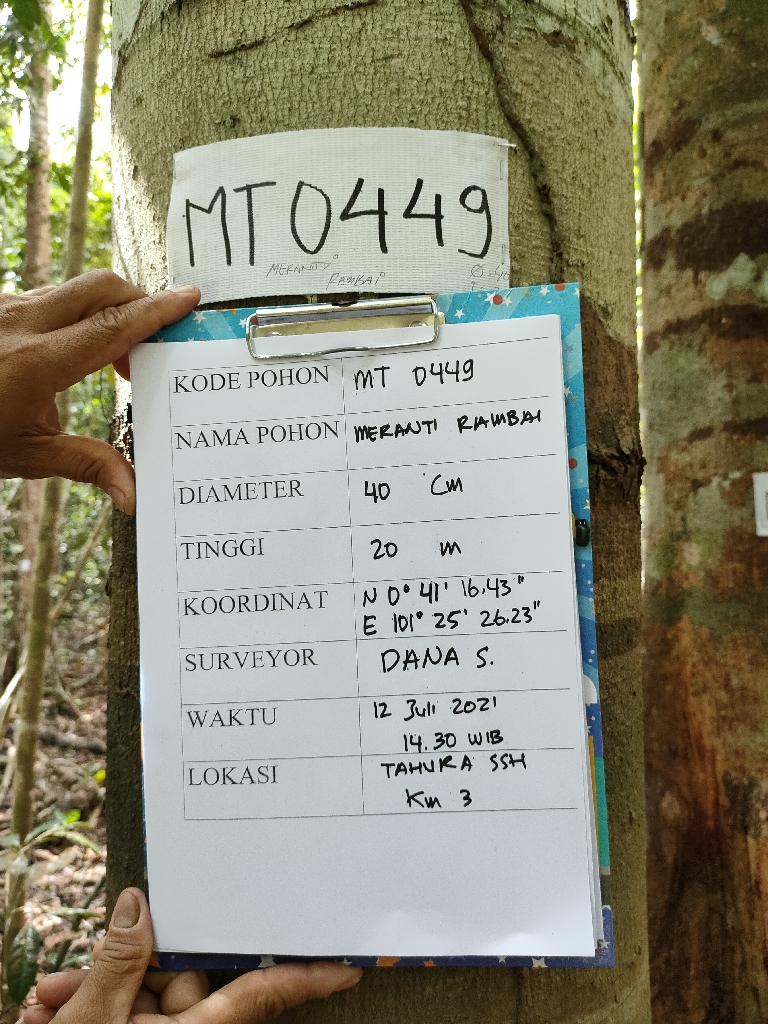 MT0449
MERANTI
RAMBAI
KODE POHON MT 0449
NAMA POHON MERANTI RAMBAI
DIAMETER 40 Cm
TINGGI 20 m
KOORDINAT N 0° 41' 16.43"
E 101° 25' 26.23"
SURVEYOR DANA S.
WAKTU 12 Juli 2021
14.30 WIB
LOKASI TAHURA SSH
Km 3